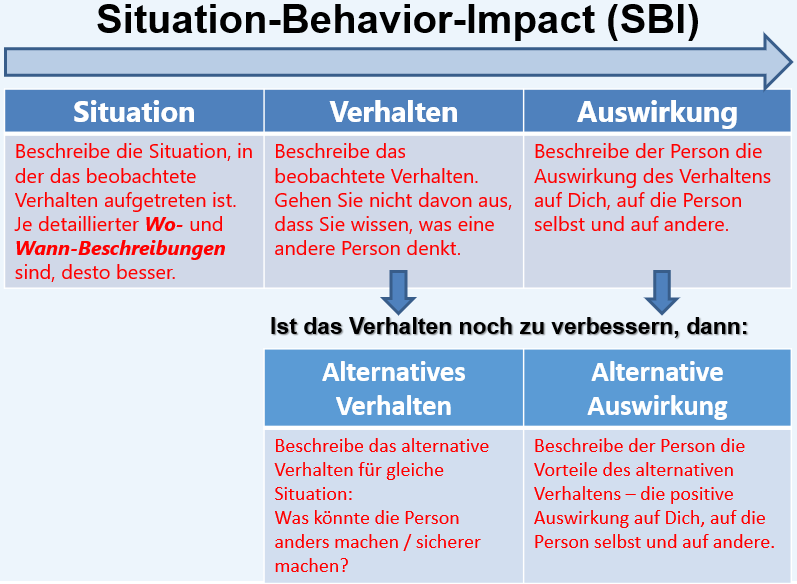 Situation-Behavior-Impact (SBI)
Situation
Verhalten
Auswirkung
Beschreibe die Situation, in
der das beobachtete
Verhalten aufgetreten ist.
Je detaillierter Wo- und
Wann-Beschreibungen
sind, desto besser.
Beschreibe das
beobachtete Verhalten.
Gehen Sie nicht davon aus,
dass Sie wissen, was eine
andere Person denkt.
Beschreibe der Person die
Auswirkung des Verhaltens
auf Dich, auf die Person
selbst und auf andere.
Ist das Verhalten noch zu verbessern, dann:
Alternatives
Verhalten
Alternative
Auswirkung
Beschreibe das alternative
Verhalten für gleiche
Situation:
Was könnte die Person
anders machen / sicherer
machen?
Beschreibe der Person die
Vorteile des alternativen
Verhaltens – die positive
Auswirkung auf Dich, auf die
Person selbst und auf andere.